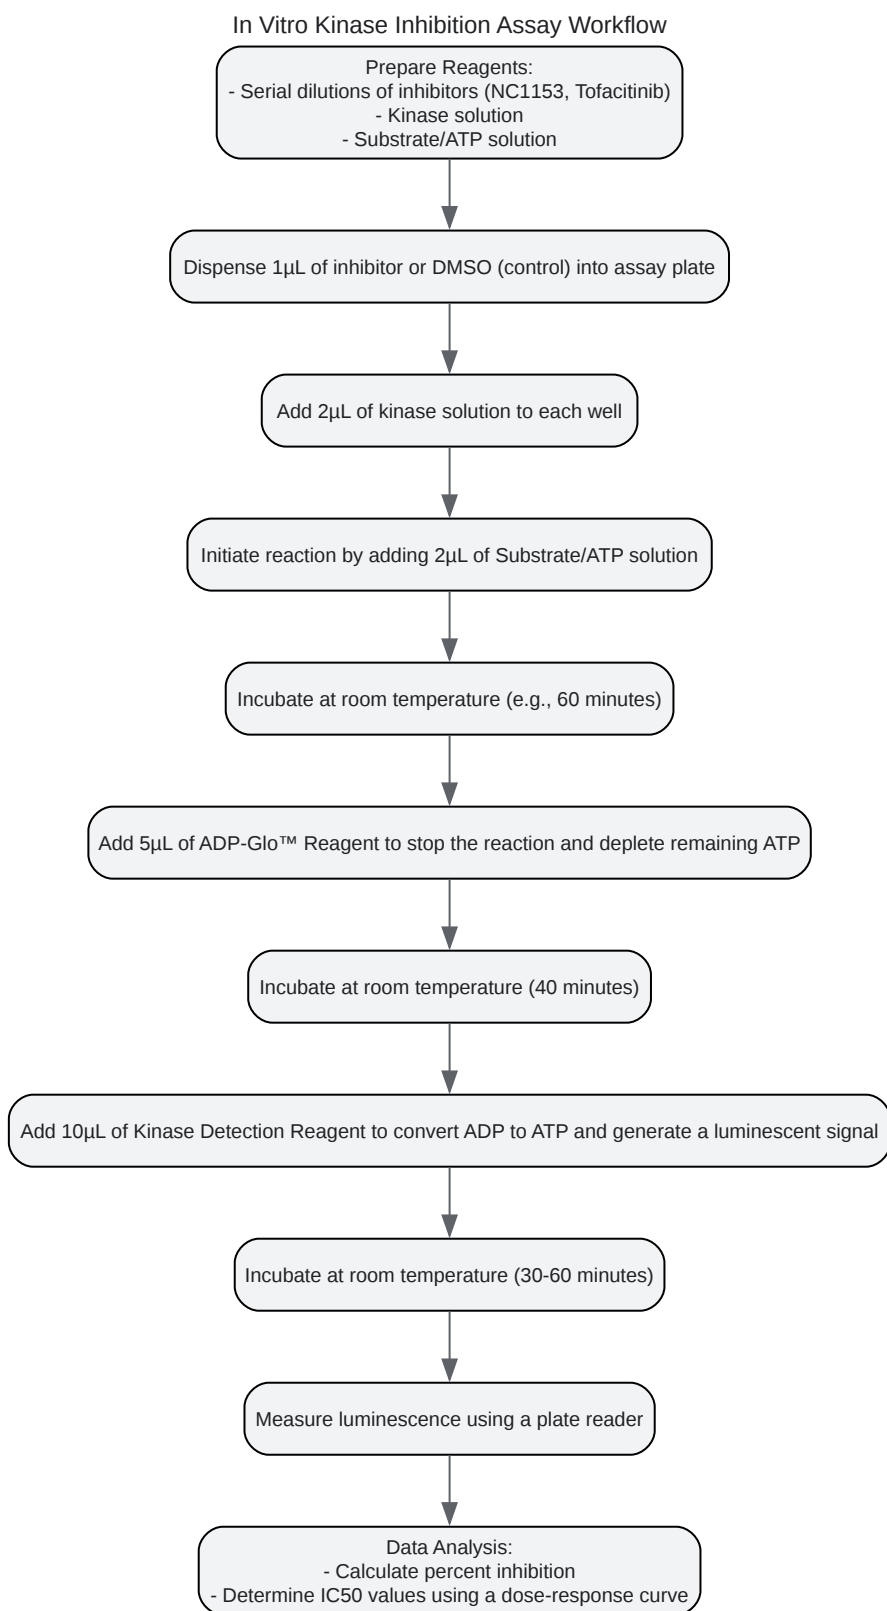 In Vitro Kinase Inhibition Assay Workflow
Prepare Reagents:
- Serial dilutions of inhibitors (NC1153, Tofacitinib)
- Kinase solution
- Substrate/ATP solution
Dispense 1µL of inhibitor or DMSO (control) into assay plate
Add 2µL of kinase solution to each well
Initiate reaction by adding 2µL of Substrate/ATP solution
Incubate at room temperature (e.g., 60 minutes)
Add 5µL of ADP-Glo™ Reagent to stop the reaction and deplete remaining ATP
Incubate at room temperature (40 minutes)
Add 10µL of Kinase Detection Reagent to convert ADP to ATP and generate a luminescent signal
Incubate at room temperature (30-60 minutes)
Measure luminescence using a plate reader
Data Analysis:
- Calculate percent inhibition
- Determine IC50 values using a dose-response curve